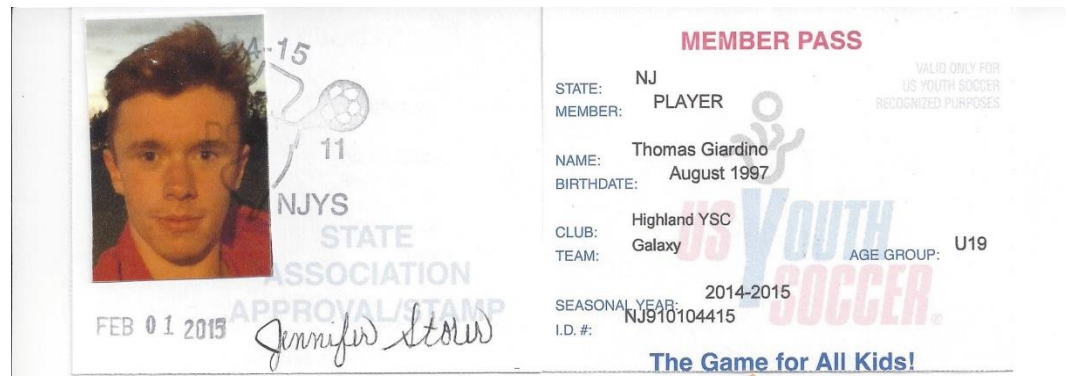 14-15
11
NJYS
STATE
ASSOCIATION
APPROVAL/STAMP
FEB 01 2015
Jennifer Storer
MEMBER PASS
VALID ONLY FOR
US YOUTH SOCCER
RECOGNIZED PURPOSES
STATE: NJ
MEMBER: PLAYER
NAME: Thomas Giardino
BIRTHDATE: August 1997
CLUB: Highland YSC
TEAM: Galaxy
AGE GROUP: U19
US YOUTH
SOCCER®
SEASONAL YEAR: 2014-2015
I.D. #: NJ910104415
The Game for All Kids!